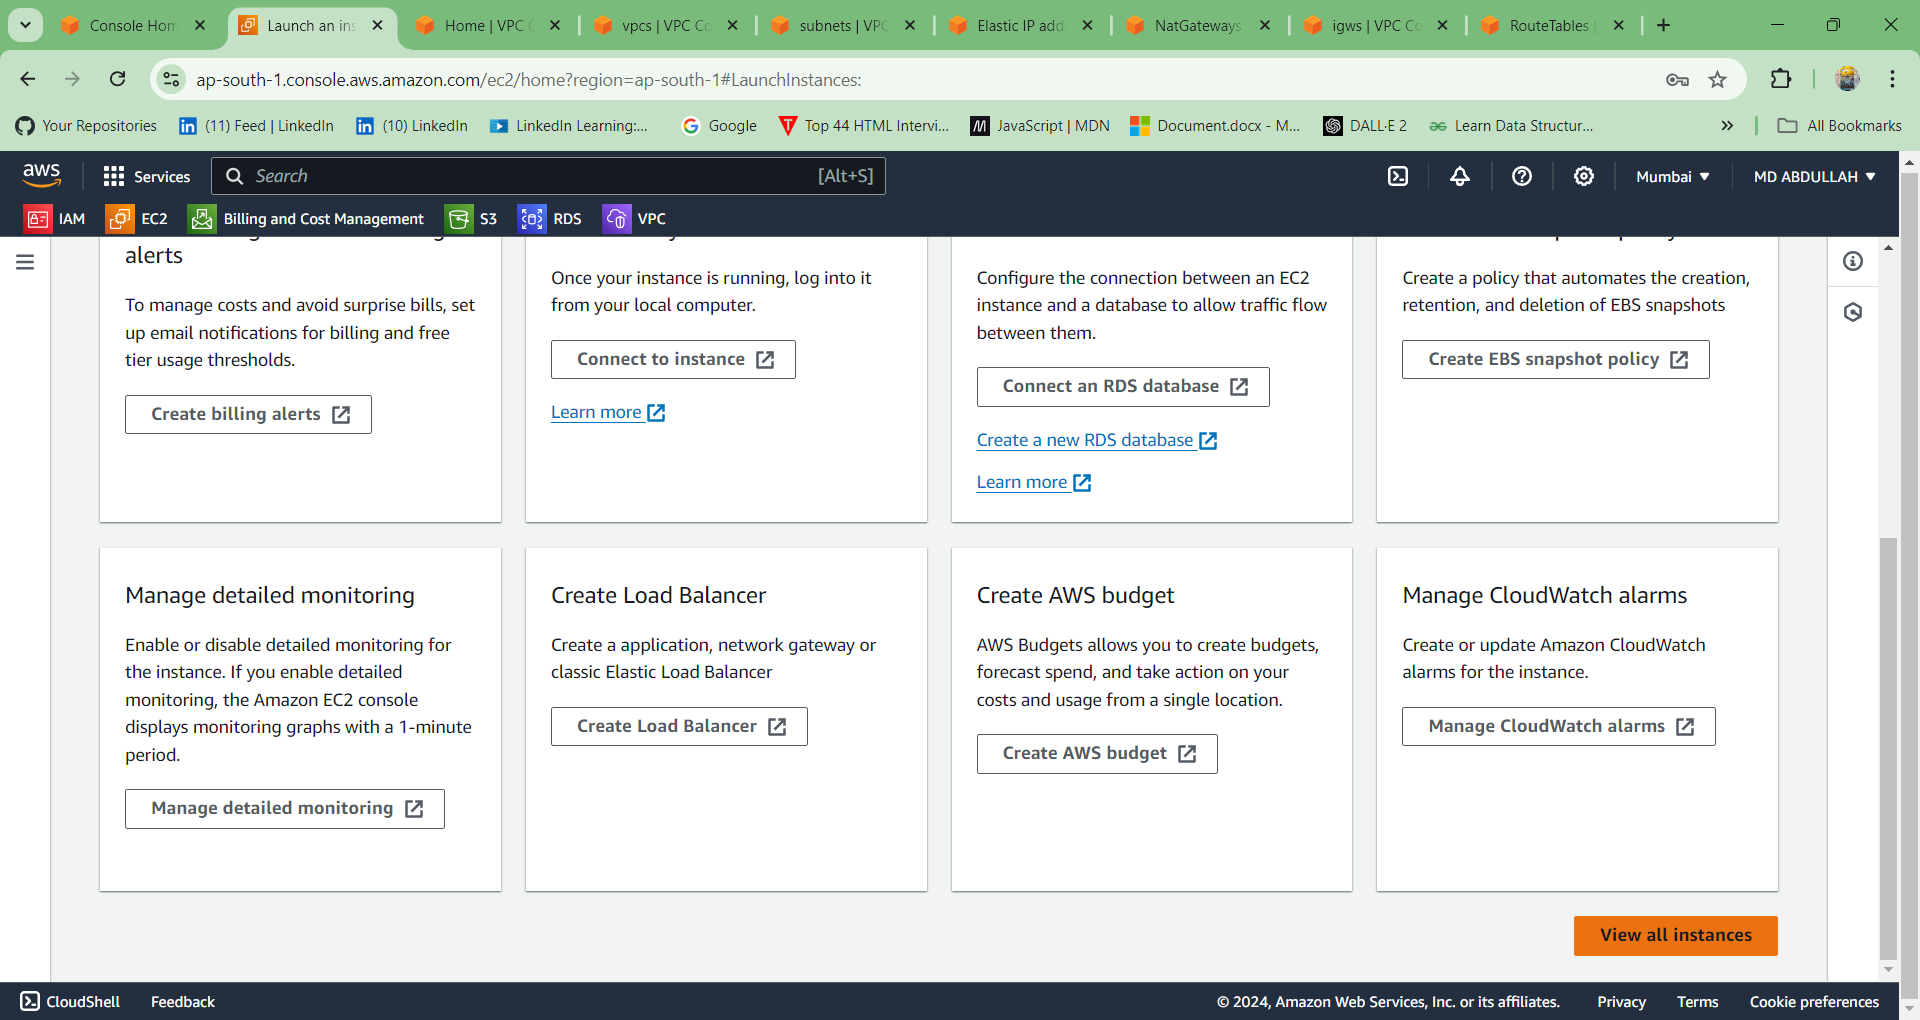 Console Hom
Launch an ins
Home | VPC C
vpcs | VPC Co
subnets | VPC
Elastic IP add
NatGateways
igws | VPC Co
RouteTables
ap-south-1.console.aws.amazon.com/ec2/home?region=ap-south-1#LaunchInstances:
Your Repositories
(11) Feed | LinkedIn
(10) LinkedIn
LinkedIn Learning:...
Google
Top 44 HTML Intervi...
JavaScript | MDN
Document.docx - M...
DALL·E 2
Learn Data Structur...
All Bookmarks
aws
Services
Search
[Alt+S]
Mumbai
MD ABDULLAH
IAM
EC2
Billing and Cost Management
S3
RDS
VPC
alerts
To manage costs and avoid surprise bills, set
up email notifications for billing and free
tier usage thresholds.
Create billing alerts
Once your instance is running, log into it
from your local computer.
Connect to instance
Learn more
Configure the connection between an EC2
instance and a database to allow traffic flow
between them.
Connect an RDS database
Create a new RDS database
Learn more
Create a policy that automates the creation,
retention, and deletion of EBS snapshots
Create EBS snapshot policy
Manage detailed monitoring
Enable or disable detailed monitoring for
the instance. If you enable detailed
monitoring, the Amazon EC2 console
displays monitoring graphs with a 1-minute
period.
Manage detailed monitoring
Create Load Balancer
Create a application, network gateway or
classic Elastic Load Balancer
Create Load Balancer
Create AWS budget
AWS Budgets allows you to create budgets,
forecast spend, and take action on your
costs and usage from a single location.
Create AWS budget
Manage CloudWatch alarms
Create or update Amazon CloudWatch
alarms for the instance.
Manage CloudWatch alarms
View all instances
CloudShell
Feedback
© 2024, Amazon Web Services, Inc. or its affiliates.
Privacy
Terms
Cookie preferences